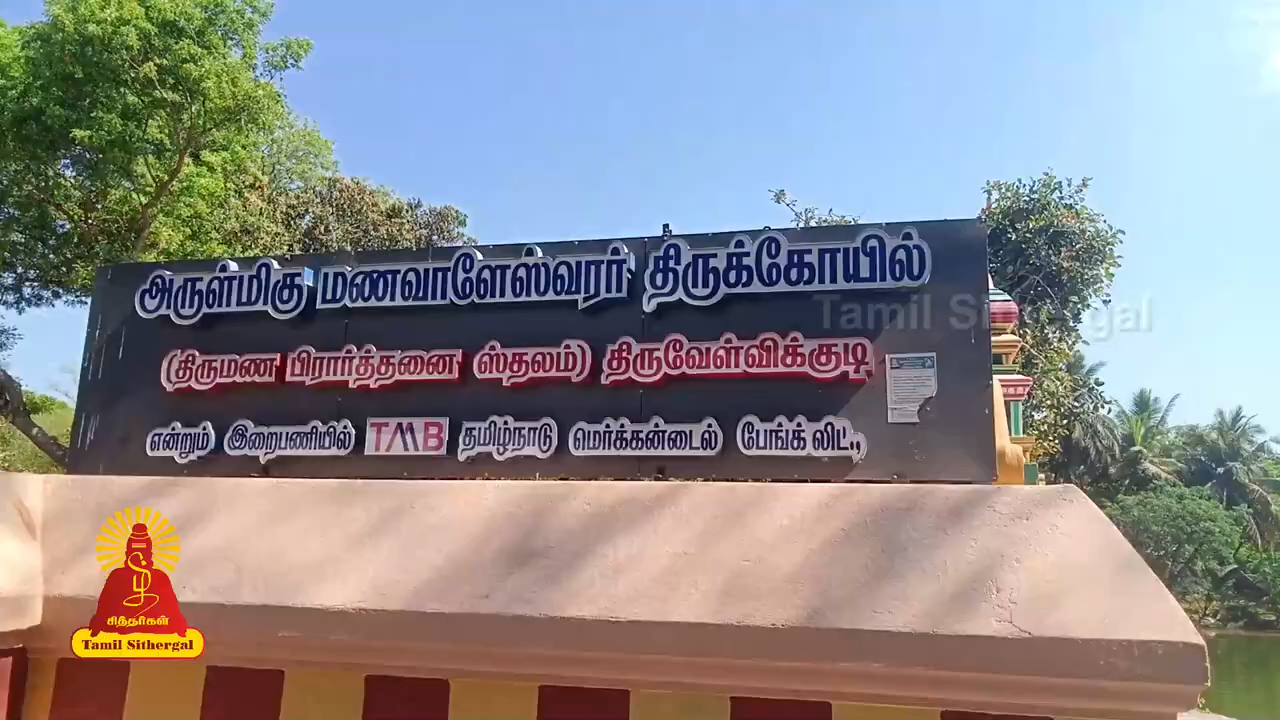 அருள்மிகு மணவாளேஸ்வரர் திருக்கோயில்
(திருமண பிரார்த்தனை ஸ்தலம்) திருவேள்விக்குடி
என்றும் இறைபணியில் TMB தமிழ்நாடு மெர்க்கன்டைல் பேங்க் லிட்.,
Tamil Sithergal
சித்தர்கள்
Tamil Sithergal